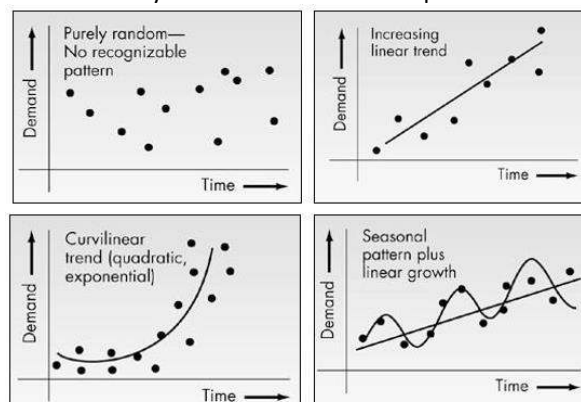 Purely random—
No recognizable
pattern
Demand
Time
Increasing
linear trend
Demand
Time
Curvilinear
trend (quadratic,
exponential)
Demand
Time
Seasonal
pattern plus
linear growth
Demand
Time